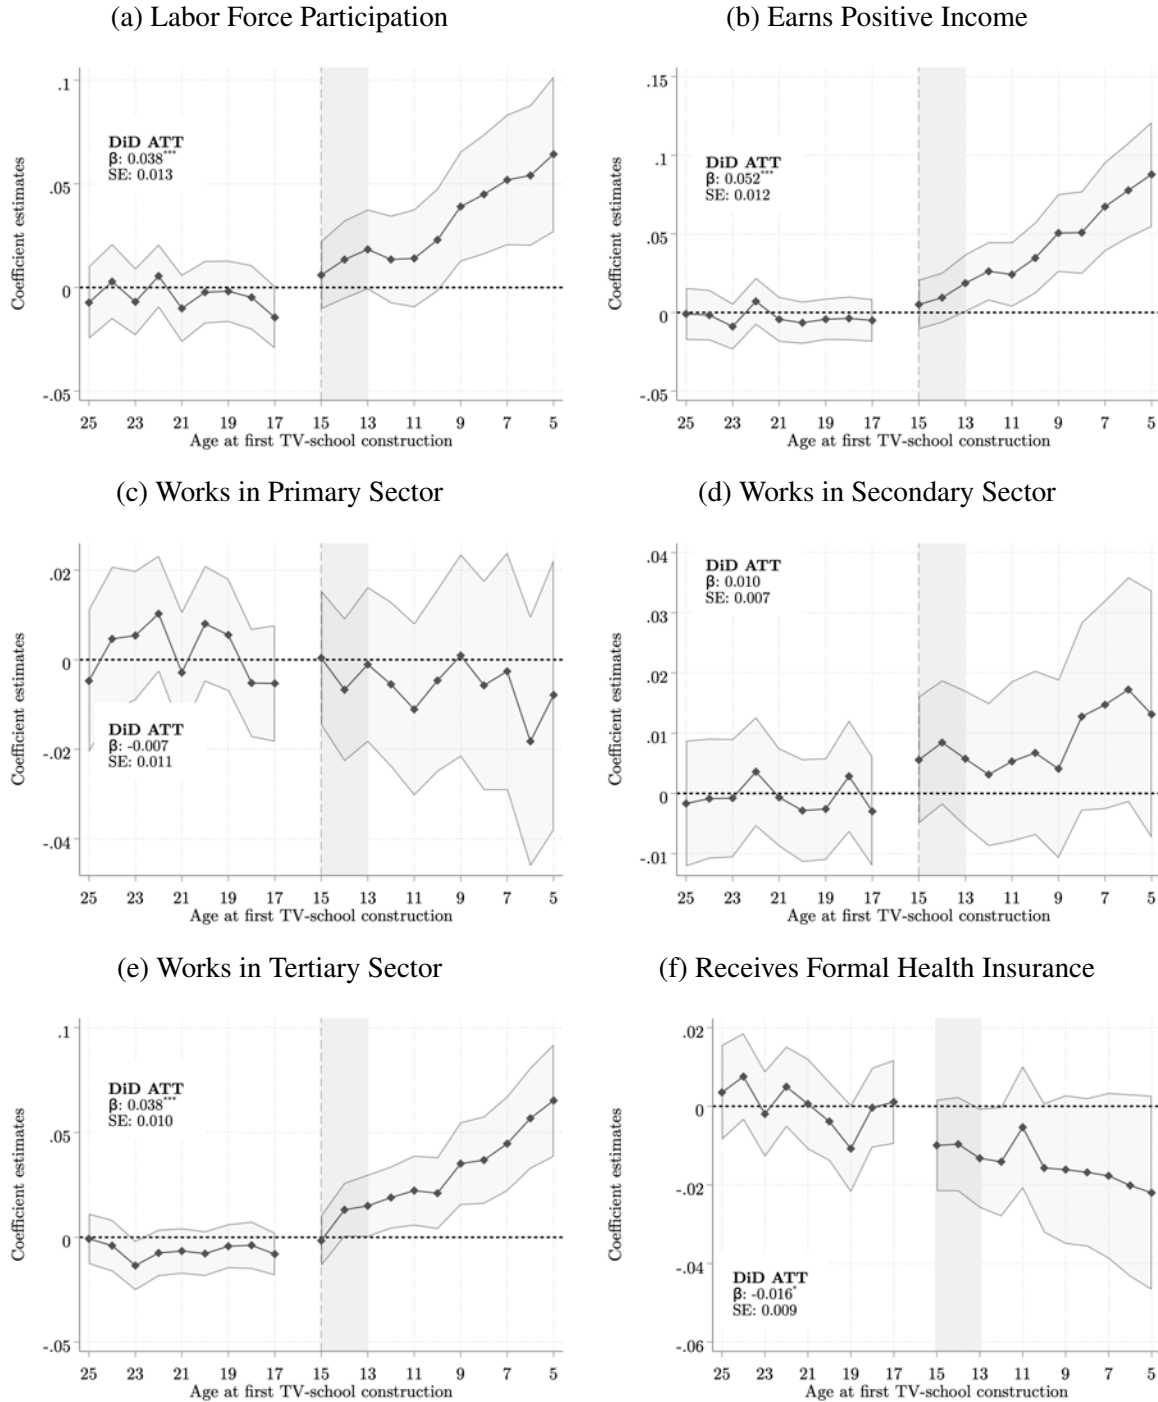 (a) Labor Force Participation
.1
.05
0
-.05
Coefficient estimates
DiD ATT
β: 0.038***
SE: 0.013
25 23 21 19 17 15 13 11 9 7 5
Age at first TV-school construction
(b) Earns Positive Income
.15
.1
.05
0
-.05
Coefficient estimates
DiD ATT
β: 0.052***
SE: 0.012
25 23 21 19 17 15 13 11 9 7 5
Age at first TV-school construction
(c) Works in Primary Sector
.02
0
-.02
-.04
Coefficient estimates
DiD ATT
β: -0.007
SE: 0.011
25 23 21 19 17 15 13 11 9 7 5
Age at first TV-school construction
(d) Works in Secondary Sector
.04
.03
.02
.01
0
-.01
Coefficient estimates
DiD ATT
β: 0.010
SE: 0.007
25 23 21 19 17 15 13 11 9 7 5
Age at first TV-school construction
(e) Works in Tertiary Sector
.1
.05
0
-.05
Coefficient estimates
DiD ATT
β: 0.038***
SE: 0.010
25 23 21 19 17 15 13 11 9 7 5
Age at first TV-school construction
(f) Receives Formal Health Insurance
.02
0
-.02
-.04
-.06
Coefficient estimates
DiD ATT
β: -0.016*
SE: 0.009
25 23 21 19 17 15 13 11 9 7 5
Age at first TV-school construction